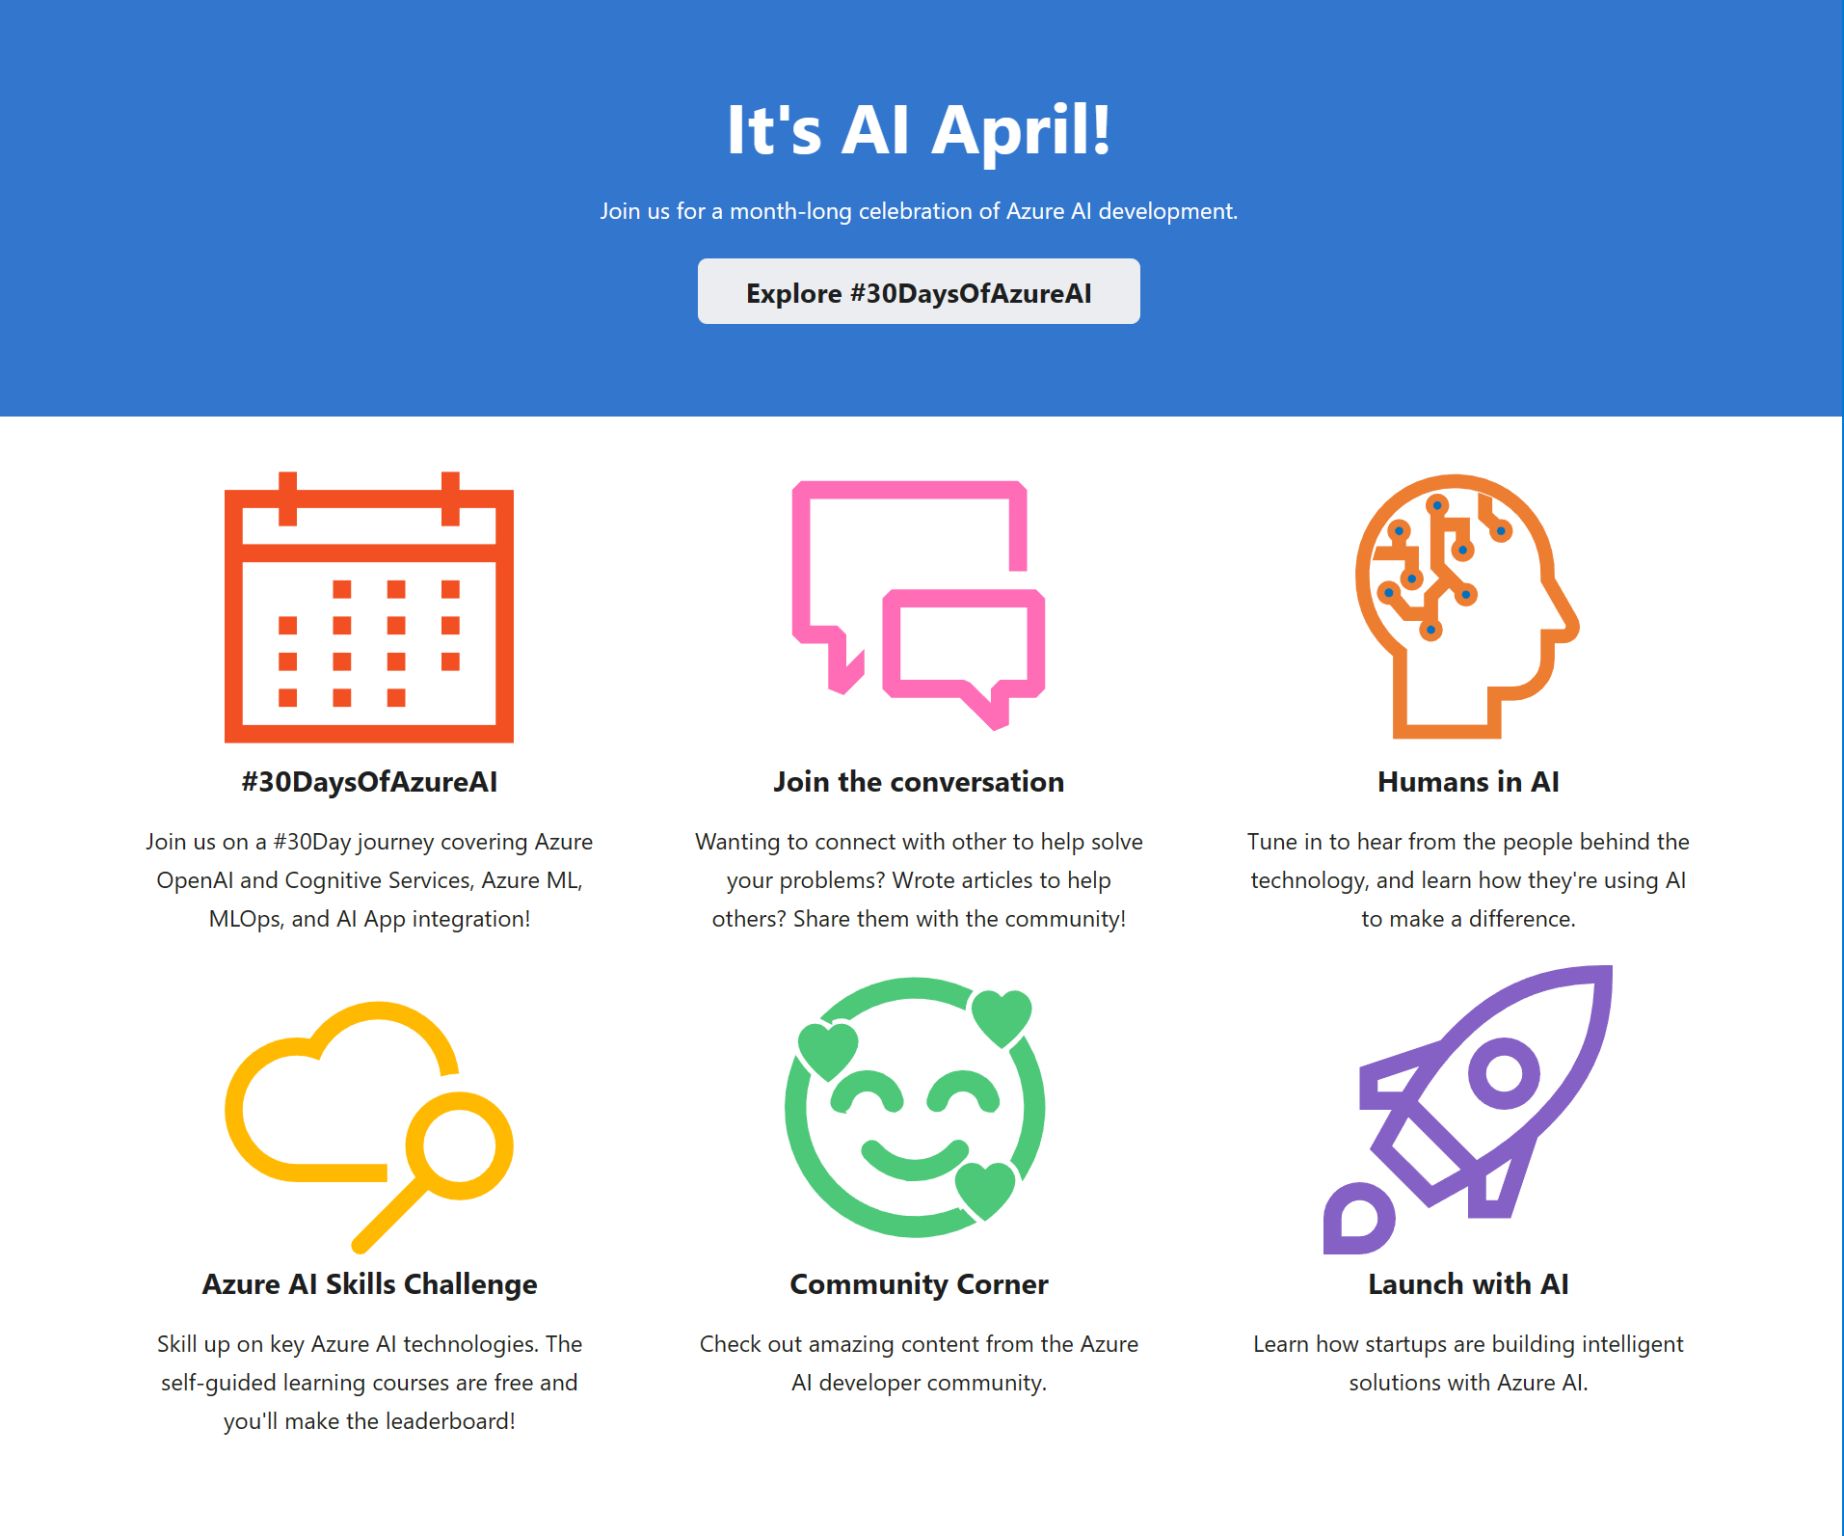 It's AI April!
Join us for a month-long celebration of Azure AI development.
Explore #30DaysOfAzureAI
#30DaysOfAzureAI
Join us on a #30Day journey covering Azure
OpenAI and Cognitive Services, Azure ML,
MLOps, and AI App integration!
Join the conversation
Wanting to connect with other to help solve
your problems? Wrote articles to help
others? Share them with the community!
Humans in AI
Tune in to hear from the people behind the
technology, and learn how they're using AI
to make a difference.
Azure AI Skills Challenge
Skill up on key Azure AI technologies. The
self-guided learning courses are free and
you'll make the leaderboard!
Community Corner
Check out amazing content from the Azure
AI developer community.
Launch with AI
Learn how startups are building intelligent
solutions with Azure AI.